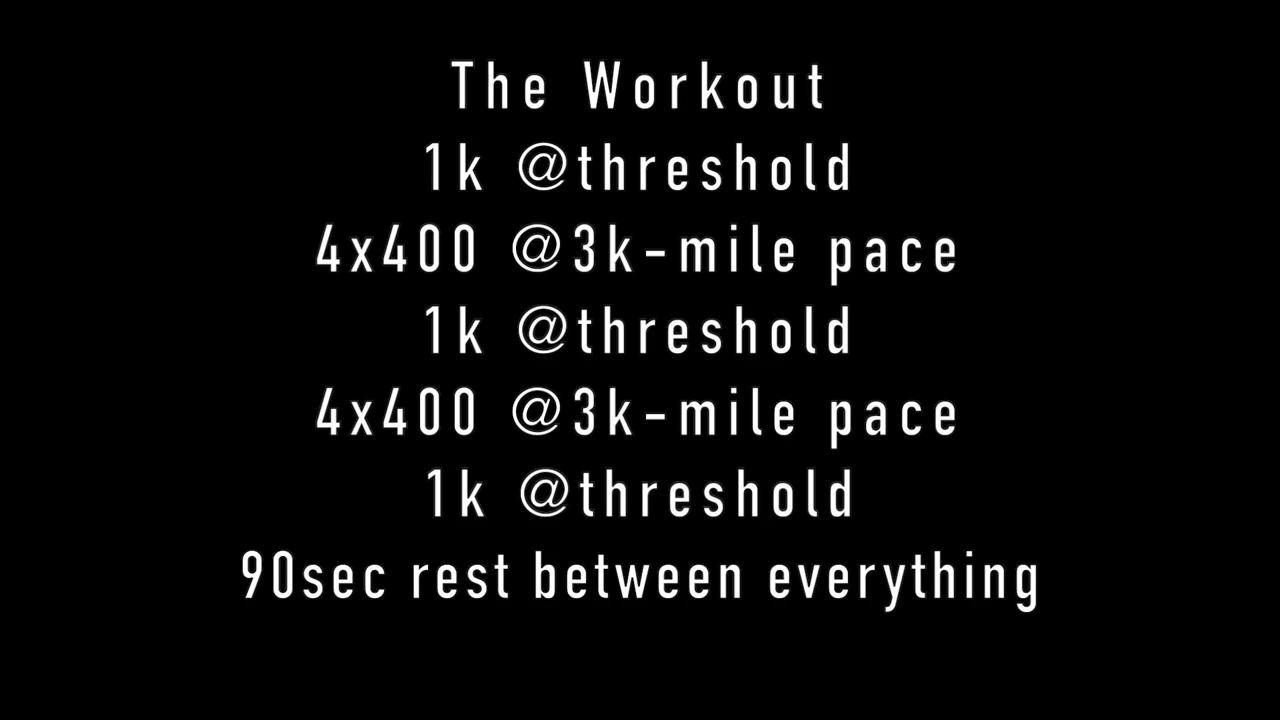 The Workout
1k @threshold
4x400 @3k-mile pace
1k @threshold
4x400 @3k-mile pace
1k @threshold
90sec rest between everything